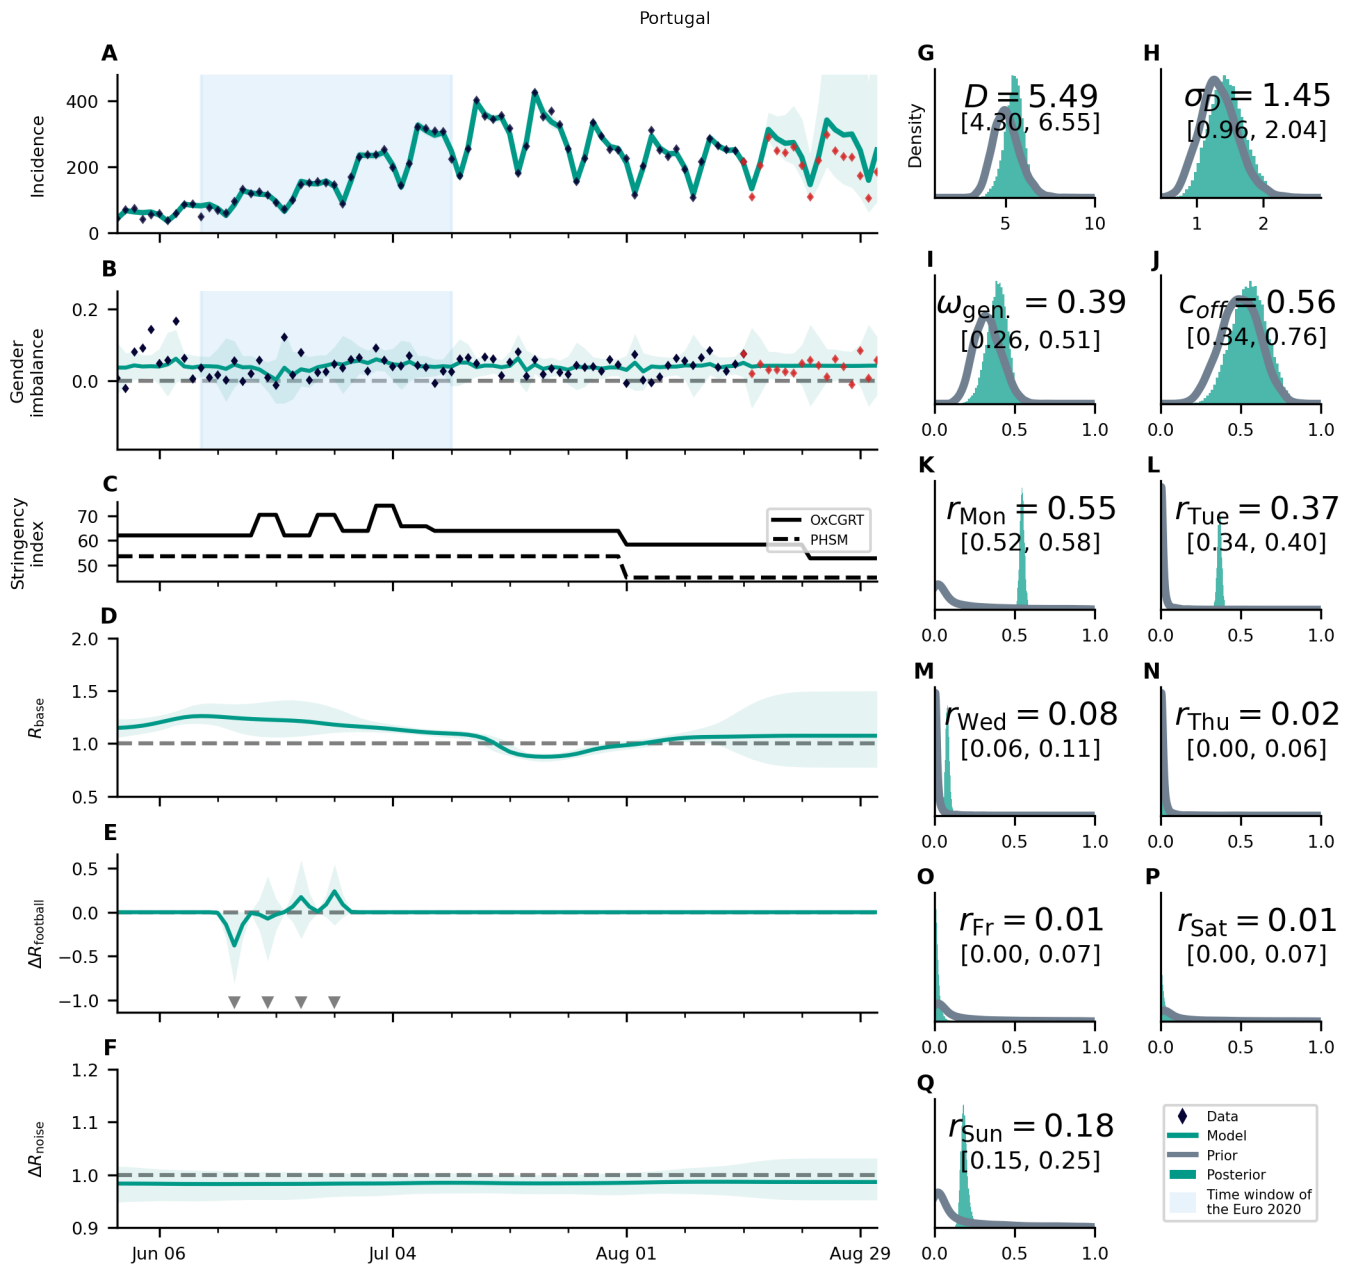 Portugal
A
400
200
0
Incidence
B
0.2
0.0
Gender
imbalance
C
70
60
50
Stringency
index
OxCGRT
PHSM
D
2.0
1.5
1.0
0.5
R_base
E
0.5
0.0
−0.5
−1.0
ΔR_football
F
1.2
1.1
1.0
0.9
ΔR_noise
Jun 06 Jul 04 Aug 01 Aug 29
G
Density
D = 5.49
[4.30, 6.55]
5 10
H
σ_D = 1.45
[0.96, 2.04]
1 2
I
ω_gen. = 0.39
[0.26, 0.51]
0.0 0.5 1.0
J
c_off = 0.56
[0.34, 0.76]
0.0 0.5 1.0
K
r_Mon = 0.55
[0.52, 0.58]
0.0 0.5 1.0
L
r_Tue = 0.37
[0.34, 0.40]
0.0 0.5 1.0
M
r_Wed = 0.08
[0.06, 0.11]
0.0 0.5 1.0
N
r_Thu = 0.02
[0.00, 0.06]
0.0 0.5 1.0
O
r_Fr = 0.01
[0.00, 0.07]
0.0 0.5 1.0
P
r_Sat = 0.01
[0.00, 0.07]
0.0 0.5 1.0
Q
r_Sun = 0.18
[0.15, 0.25]
0.0 0.5 1.0
Data
Model
Prior
Posterior
Time window of
the Euro 2020